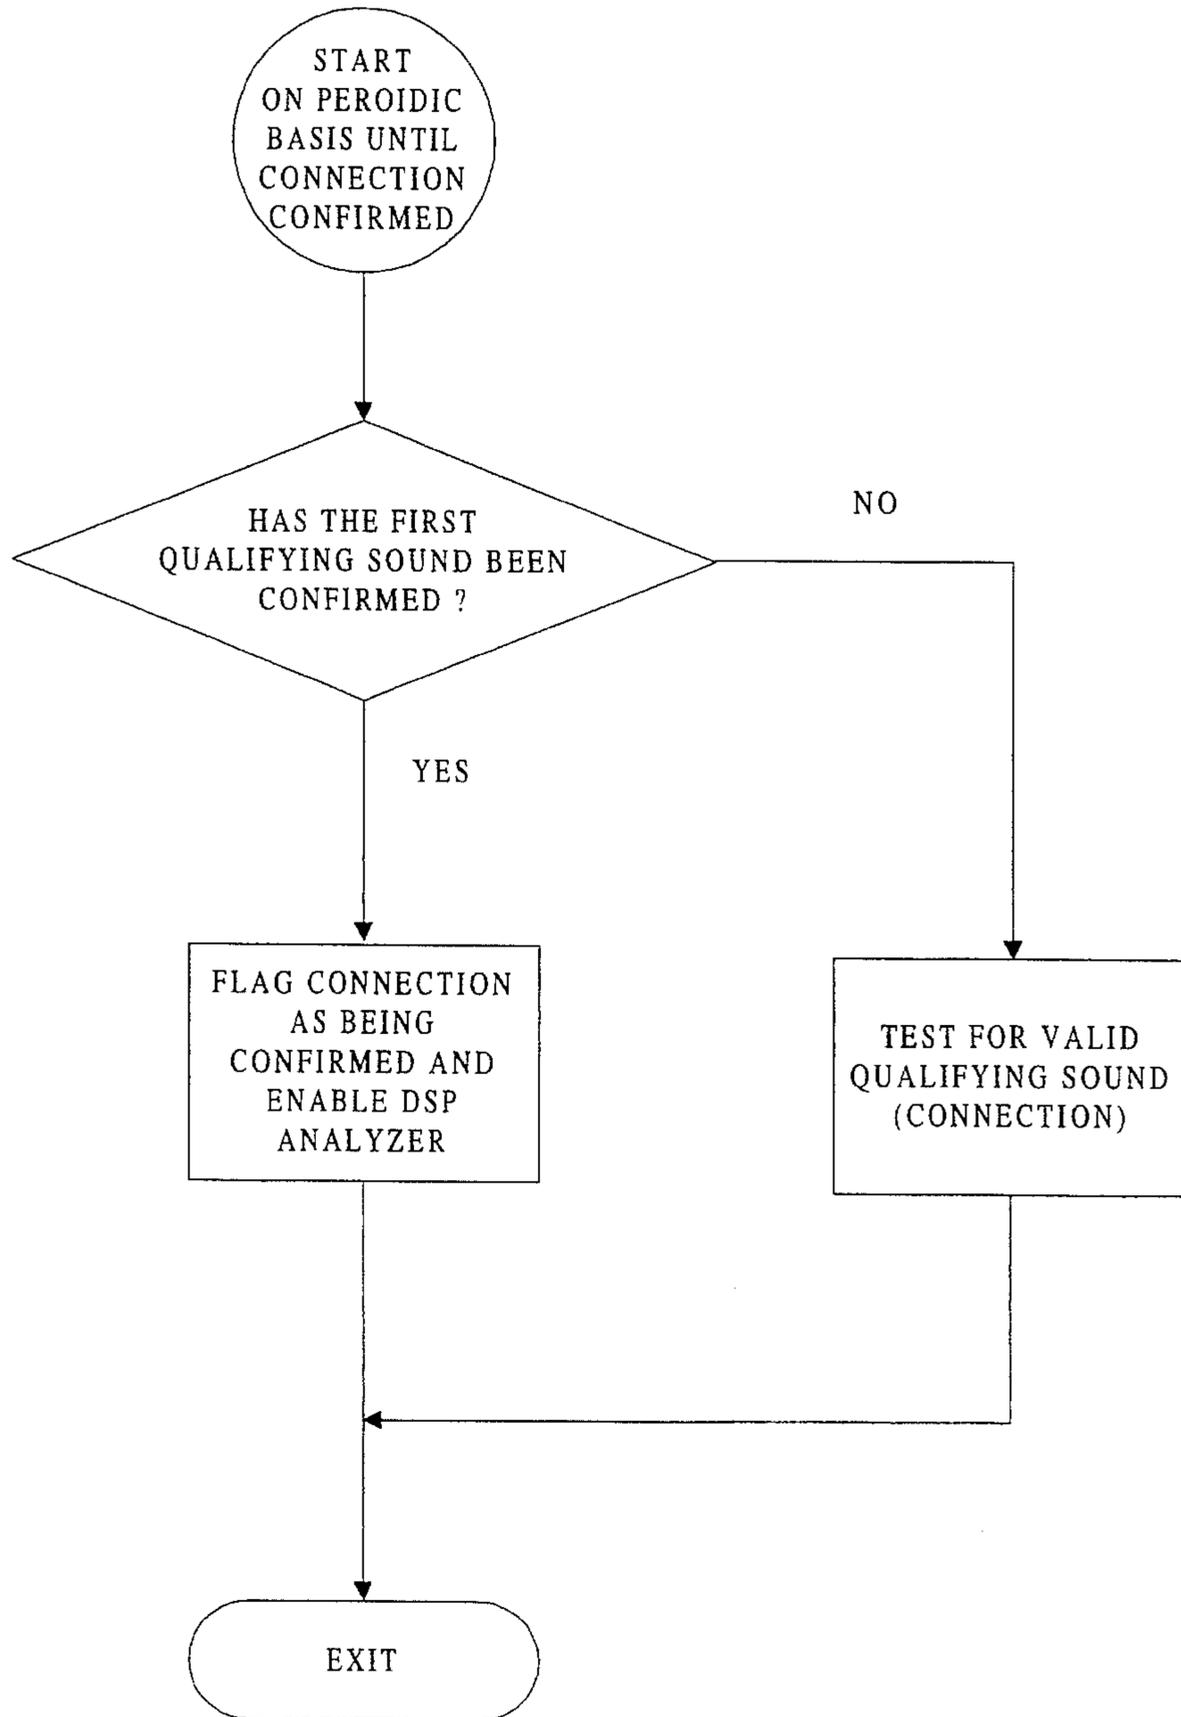 START
ON PEROIDIC
BASIS UNTIL
CONNECTION
CONFIRMED
HAS THE FIRST
QUALIFYING SOUND BEEN
CONFIRMED ?
NO
YES
FLAG CONNECTION
AS BEING
CONFIRMED AND
ENABLE DSP
ANALYZER
TEST FOR VALID
QUALIFYING SOUND
(CONNECTION)
EXIT